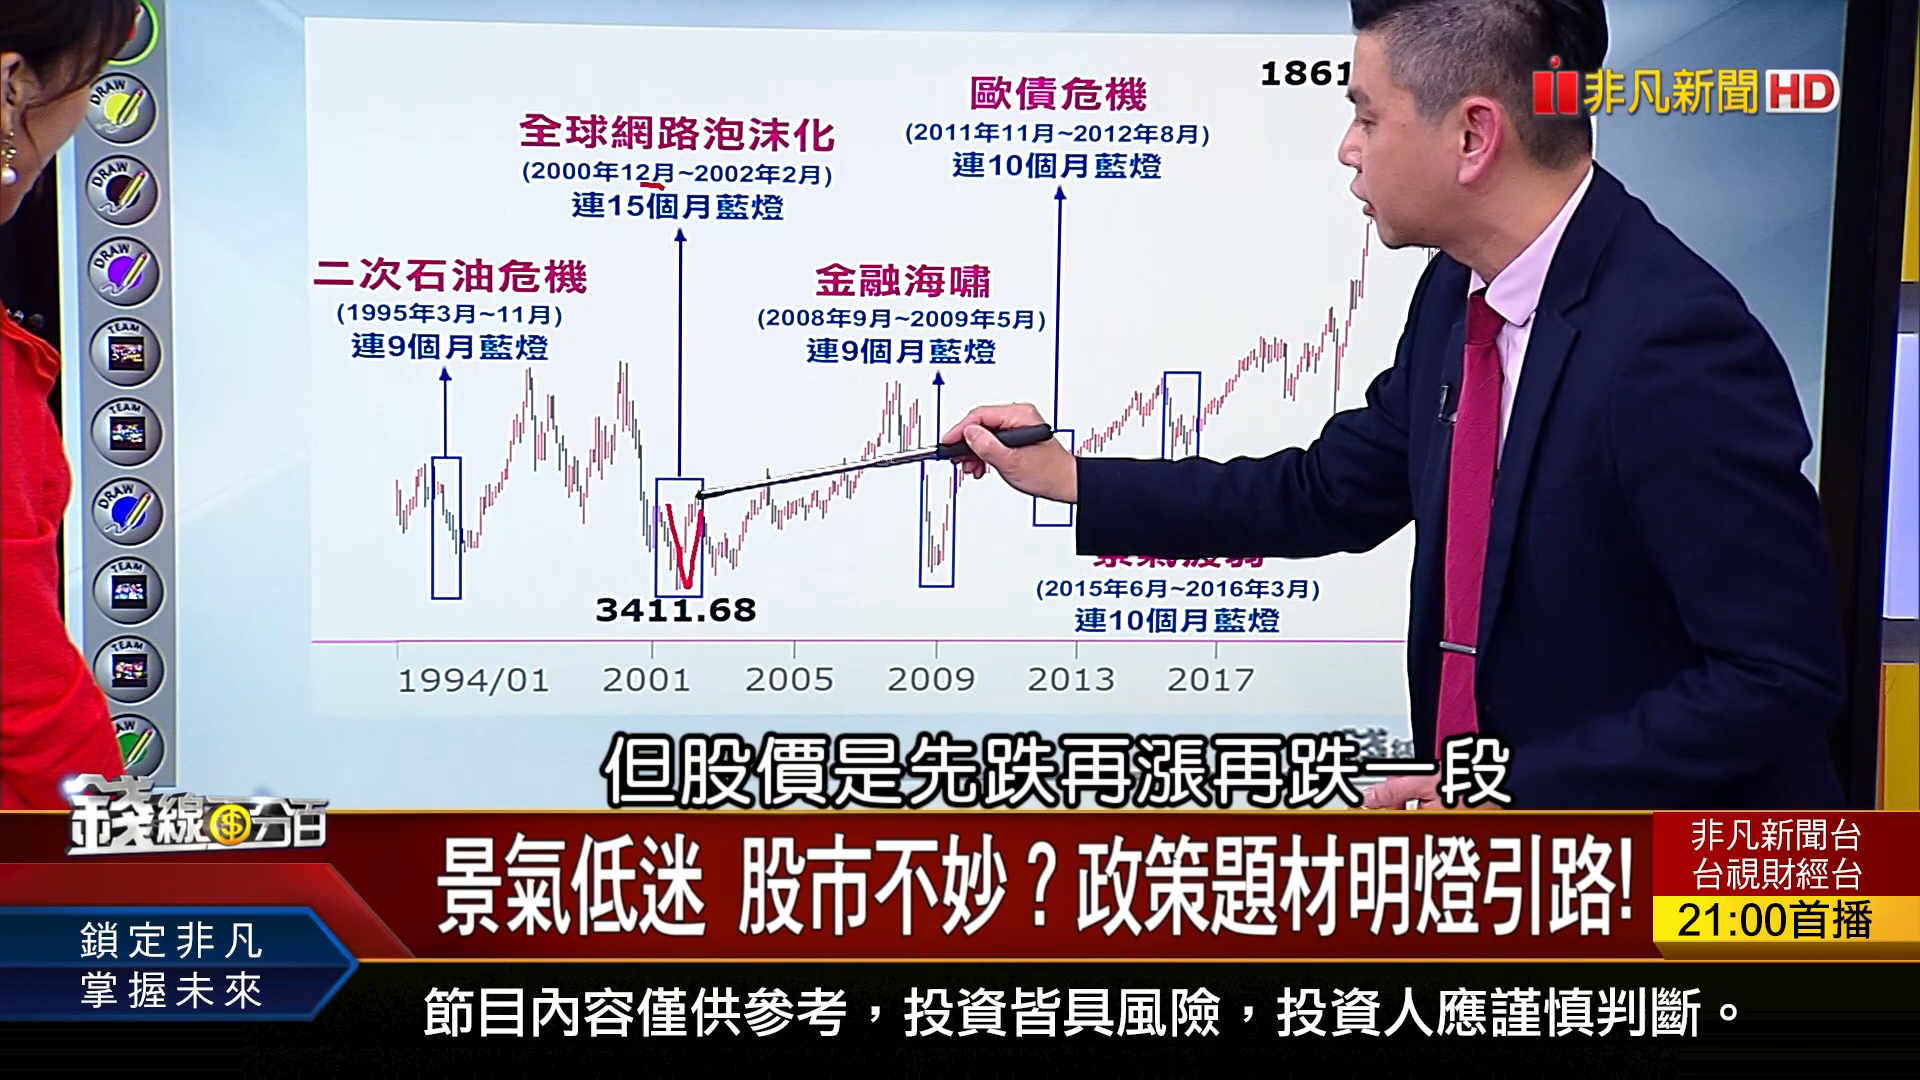 DRAW
DRAW
DRAW
TEAM
TEAM
DRAW
TEAM
TEAM
1861
非凡新聞HD
歐債危機
(2011年11月~2012年8月)
連10個月藍燈
全球網路泡沫化
(2000年12月~2002年2月)
連15個月藍燈
二次石油危機
(1995年3月~11月)
連9個月藍燈
金融海嘯
(2008年9月~2009年5月)
連9個月藍燈
3411.68
(2015年6月~2016年3月)
連10個月藍燈
1994/01 2001 2005 2009 2013 2017
但股價是先跌再漲再跌一段
錢線百分百
景氣低迷 股市不妙?政策題材明燈引路!
非凡新聞台
台視財經台
21:00首播
鎖定非凡
掌握未來
節目內容僅供參考，投資皆具風險，投資人應謹慎判斷。